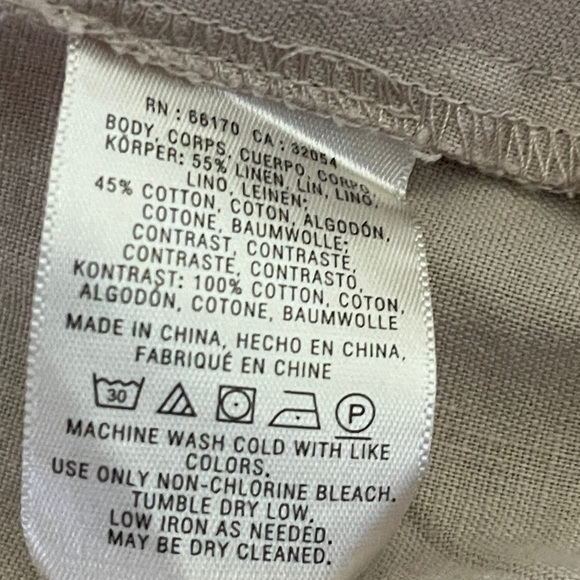 RN : 66170 CA : 32054
BODY, CORPS, CUERPO, CORPO,
KÖRPER: 55% LINEN, LIN, LINO,
LINO, LEINEN;
45% COTTON, COTON, ALGODÓN,
COTONE, BAUMWOLLE;
CONTRAST, CONTRASTÉ,
CONTRASTE, CONTRASTO,
KONTRAST: 100% COTTON, COTON,
ALGODÓN, COTONE, BAUMWOLLE
MADE IN CHINA, HECHO EN CHINA,
FABRIQUÉ EN CHINE
30 P
MACHINE WASH COLD WITH LIKE
COLORS.
USE ONLY NON-CHLORINE BLEACH.
TUMBLE DRY LOW.
LOW IRON AS NEEDED.
MAY BE DRY CLEANED.